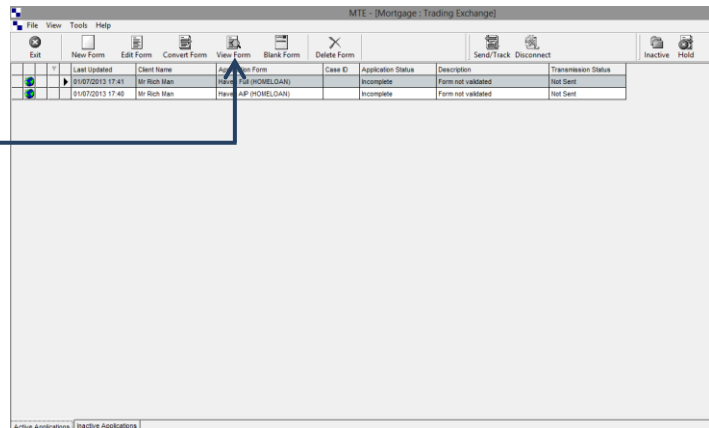 MTE - [Mortgage : Trading Exchange]
File View Tools Help
Exit New Form Edit Form Convert Form View Form Blank Form Delete Form Send/Track Disconnect Inactive Hold
Last Updated Client Name Application Form Case ID Application Status Description Transmission Status
01/07/2013 17:41 Mr Rich Man Haven Full (HOMELOAN) Incomplete Form not validated Not Sent
01/07/2013 17:40 Mr Rich Man Haven AIP (HOMELOAN) Incomplete Form not validated Not Sent
Active Applications Inactive Applications